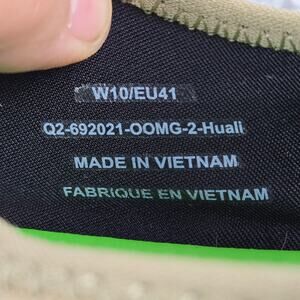 W10/EU41
Q2-692021-OOMG-2-Huali
MADE IN VIETNAM
FABRIQUE EN VIETNAM